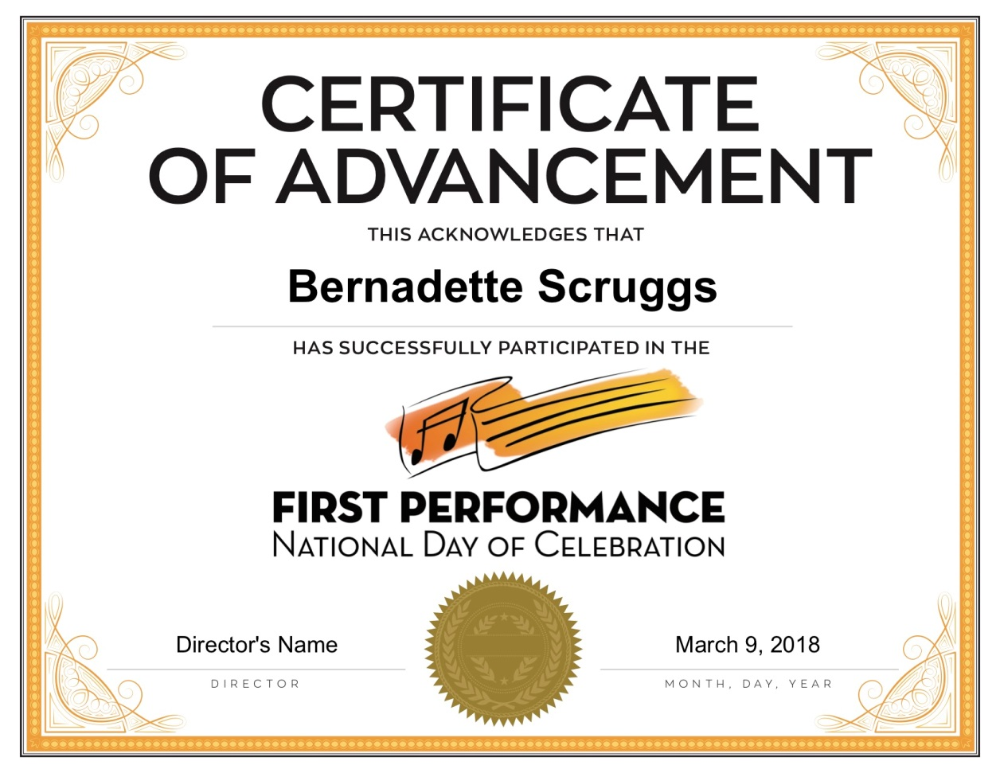 CERTIFICATE
OF ADVANCEMENT
THIS ACKNOWLEDGES THAT
Bernadette Scruggs
HAS SUCCESSFULLY PARTICIPATED IN THE
FIRST PERFORMANCE
NATIONAL DAY OF CELEBRATION
Director's Name
March 9, 2018
DIRECTOR
MONTH, DAY, YEAR